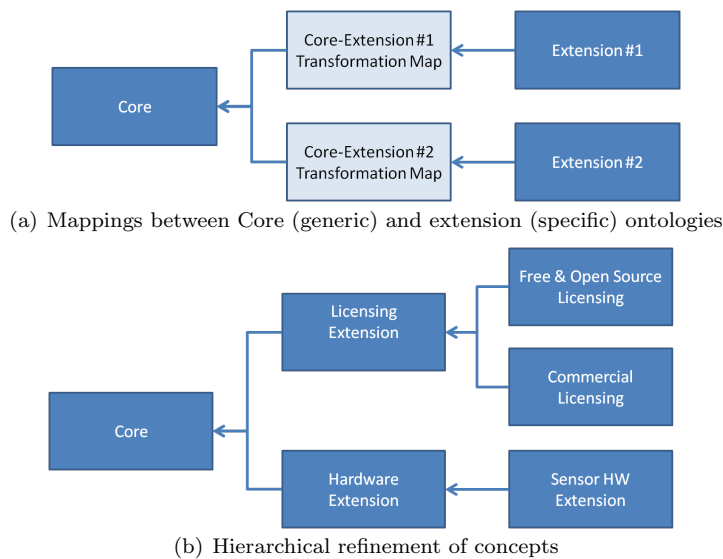 Core-Extension #1
Transformation Map
Extension #1
Core
Core-Extension #2
Transformation Map
Extension #2
(a) Mappings between Core (generic) and extension (specific) ontologies
Free & Open Source
Licensing
Licensing
Extension
Commercial
Licensing
Core
Hardware
Extension
Sensor HW
Extension
(b) Hierarchical refinement of concepts